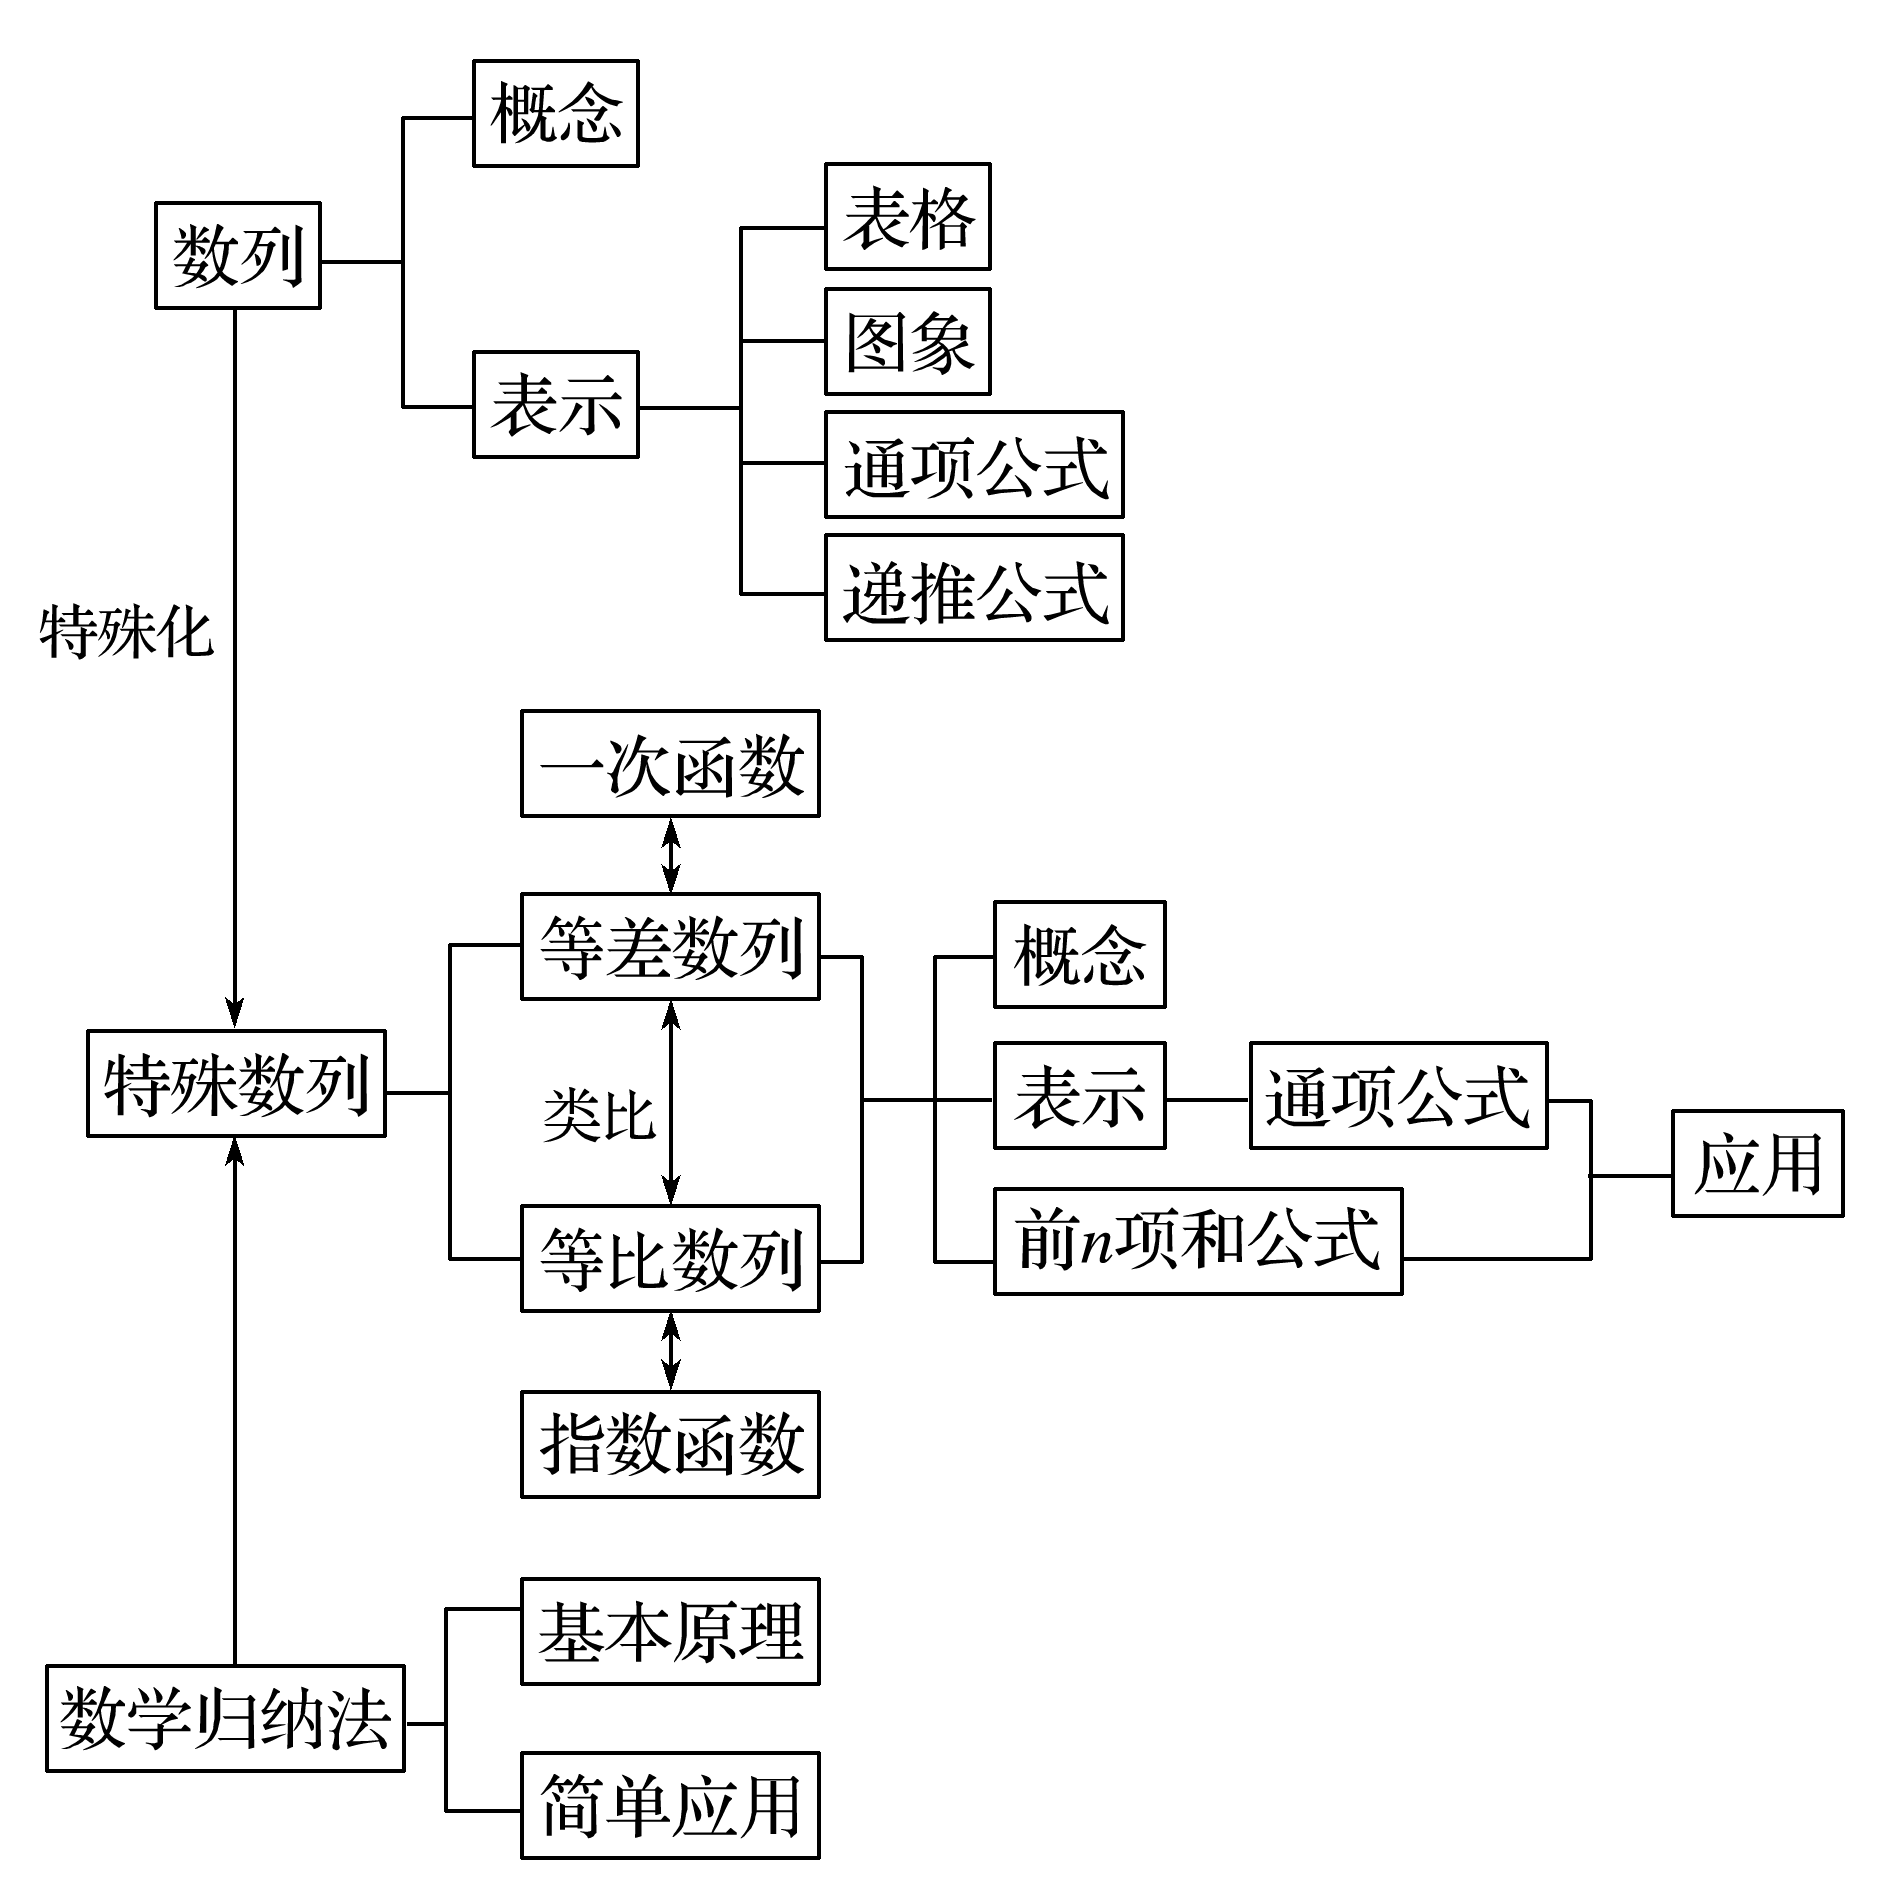 概念
数列
表示
表格
图象
通项公式
递推公式
特殊化
一次函数
等差数列
特殊数列
类比
等比数列
指数函数
概念
表示
通项公式
前n项和公式
应用
基本原理
数学归纳法
简单应用